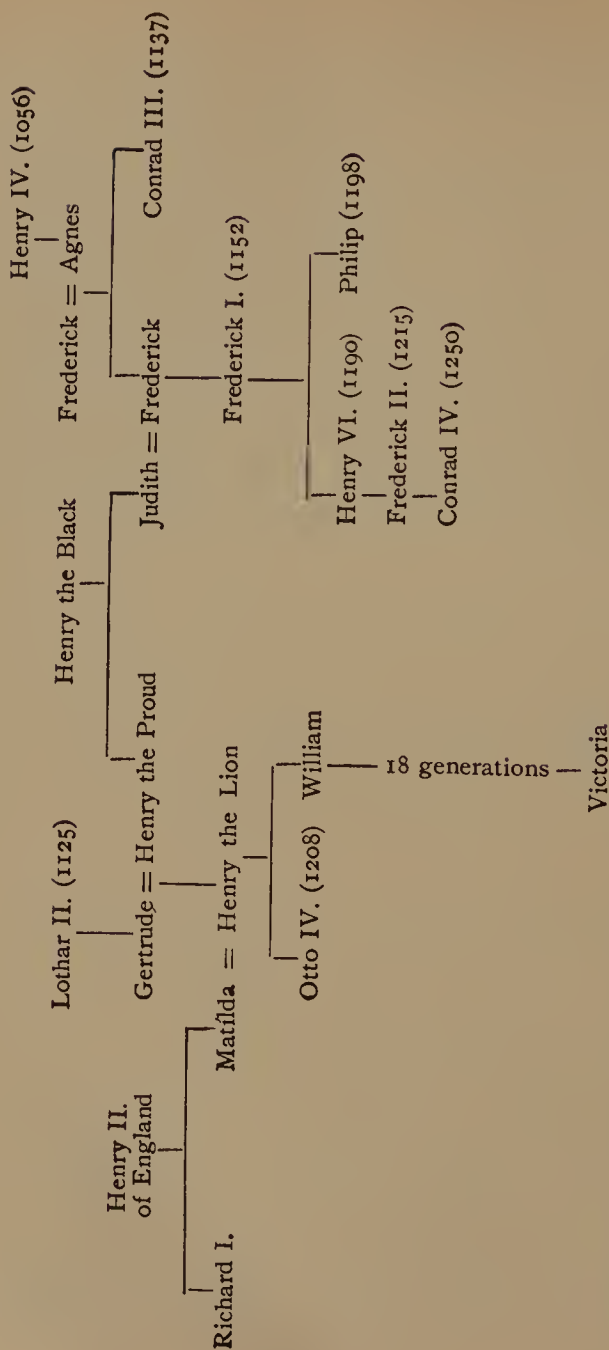 Henry IV. (1056)
Lothar II. (1125) Henry the Black Frederick = Agnes
Henry II.
of England
Gertrude = Henry the Proud Judith = Frederick Conrad III. (1137)
Richard I. Matilda = Henry the Lion Frederick I. (1152)
Otto IV. (1208) William
Henry VI. (1190) Philip (1198)
18 generations
Frederick II. (1215)
Conrad IV. (1250)
Victoria